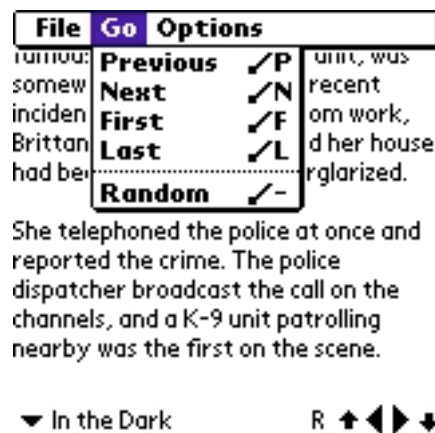 File Go Options
Previous /P unit, was
somew Next /N recent
inciden First /F om work,
Brittan Last /L d her house
had be rglarized.
Random /-
She telephoned the police at once and
reported the crime. The police
dispatcher broadcast the call on the
channels, and a K-9 unit patrolling
nearby was the first on the scene.
In the Dark R